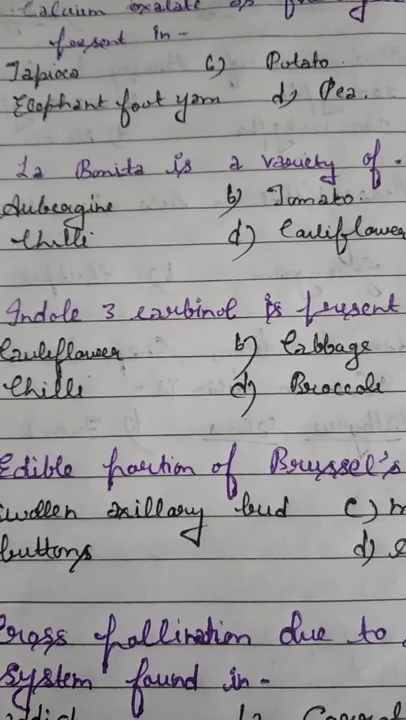 Calcium oxalate
present in -
Tapioca c) Potato.
Elephant foot yam d) Pea.
La Bonita is a variety of -
Aubergine b) Tomato.
Chilli d) Cauliflower
Indole 3 carbinol is present
Cauliflower b) Cabbage
Chilli d) Broccoli
Edible portion of Brussel's
swollen axillary bud c)
buttons d)
Cross pollination due to
system found in -